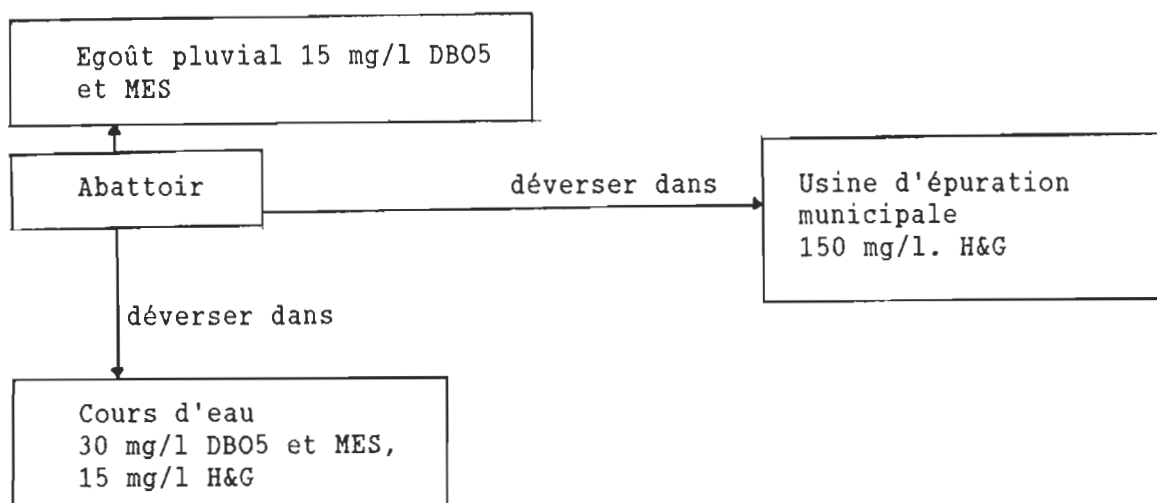 Egoût pluvial 15 mg/l DBO5
et MES
Abattoir
déverser dans
Usine d'épuration
municipale
150 mg/l. H&G
déverser dans
Cours d'eau
30 mg/l DBO5 et MES,
15 mg/l H&G